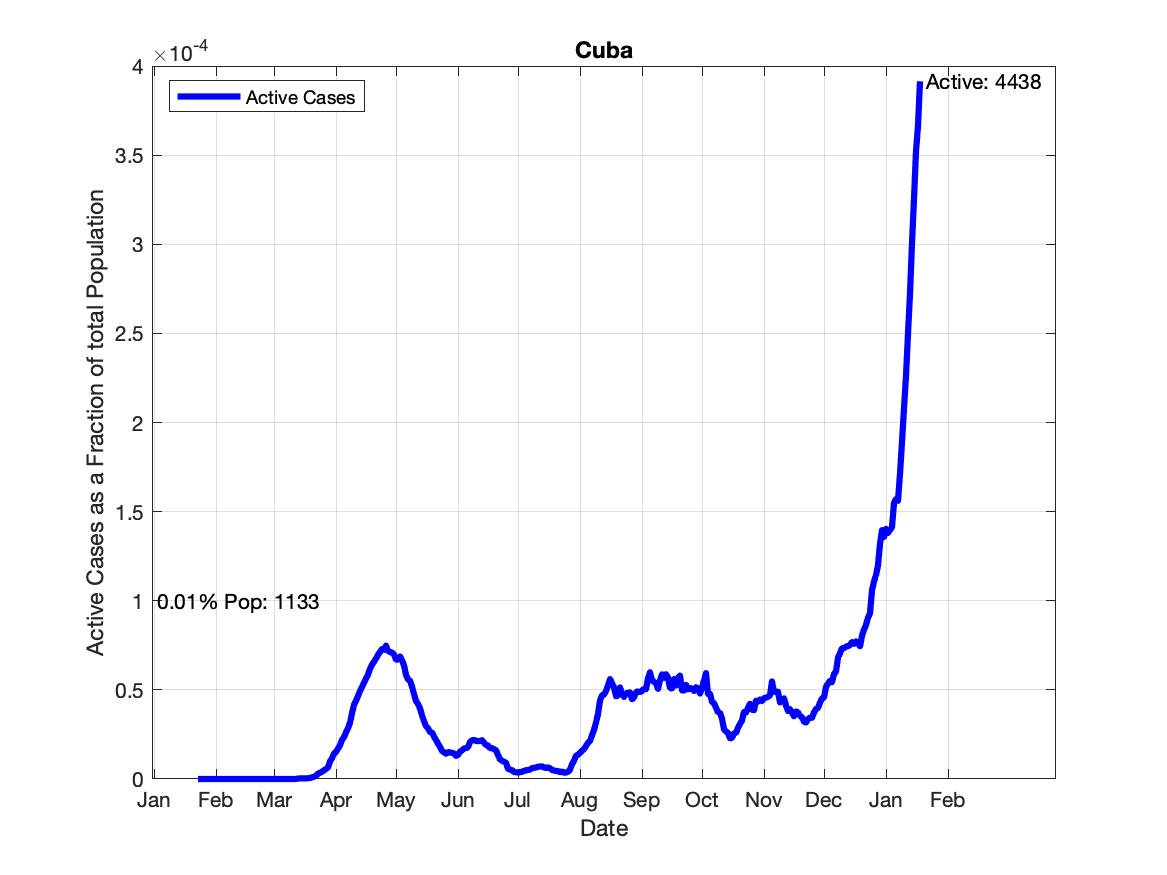 Cuba
×10⁻⁴
Active Cases
Active: 4438
4
3.5
3
2.5
2
1.5
1
0.5
0
0.01% Pop: 1133
Active Cases as a Fraction of total Population
Jan Feb Mar Apr May Jun Jul Aug Sep Oct Nov Dec Jan Feb
Date